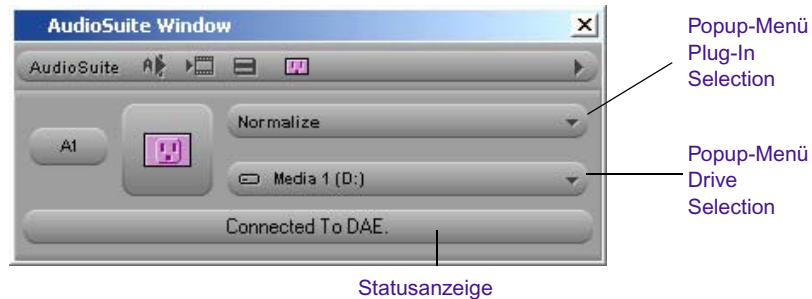 AudioSuite Window
AudioSuite
A1
Normalize
Media 1 (D:)
Connected To DAE.
Popup-Menü
Plug-In
Selection
Popup-Menü
Drive
Selection
Statusanzeige